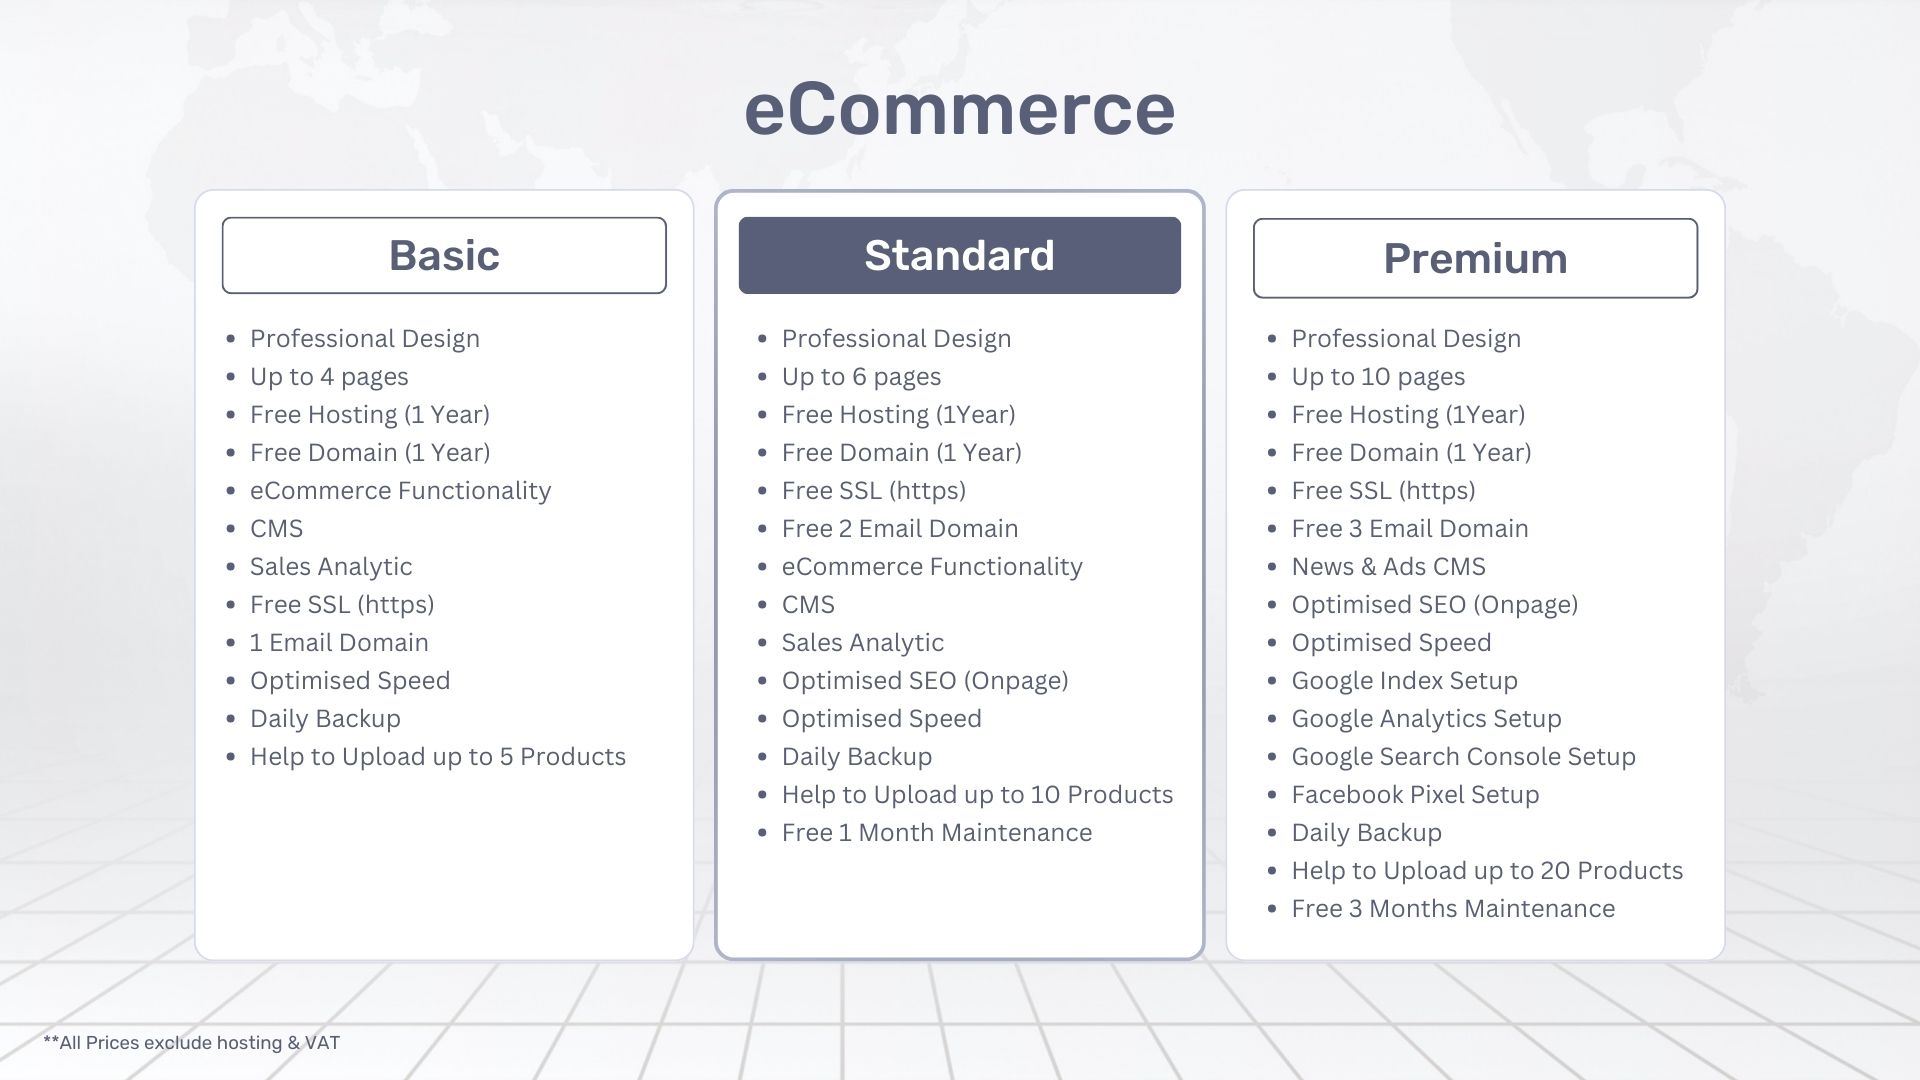 eCommerce
Basic
Professional Design
Up to 4 pages
Free Hosting (1 Year)
Free Domain (1 Year)
eCommerce Functionality
CMS
Sales Analytic
Free SSL (https)
1 Email Domain
Optimised Speed
Daily Backup
Help to Upload up to 5 Products
Standard
Professional Design
Up to 6 pages
Free Hosting (1Year)
Free Domain (1 Year)
Free SSL (https)
Free 2 Email Domain
eCommerce Functionality
CMS
Sales Analytic
Optimised SEO (Onpage)
Optimised Speed
Daily Backup
Help to Upload up to 10 Products
Free 1 Month Maintenance
Premium
Professional Design
Up to 10 pages
Free Hosting (1Year)
Free Domain (1 Year)
Free SSL (https)
Free 3 Email Domain
News & Ads CMS
Optimised SEO (Onpage)
Optimised Speed
Google Index Setup
Google Analytics Setup
Google Search Console Setup
Facebook Pixel Setup
Daily Backup
Help to Upload up to 20 Products
Free 3 Months Maintenance
**All Prices exclude hosting & VAT